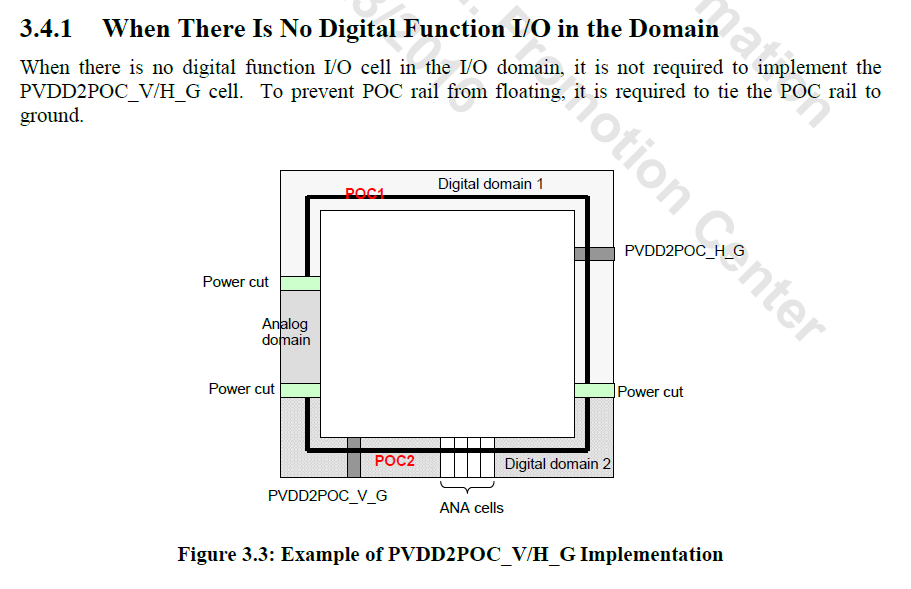 3.4.1 When There Is No Digital Function I/O in the Domain
When there is no digital function I/O cell in the I/O domain, it is not required to implement the
PVDD2POC_V/H_G cell. To prevent POC rail from floating, it is required to tie the POC rail to
ground.
Digital domain 1
POC1
PVDD2POC_H_G
Power cut
Analog
domain
Power cut
Power cut
POC2
Digital domain 2
PVDD2POC_V_G
ANA cells
Figure 3.3: Example of PVDD2POC_V/H_G Implementation
Promotion Center